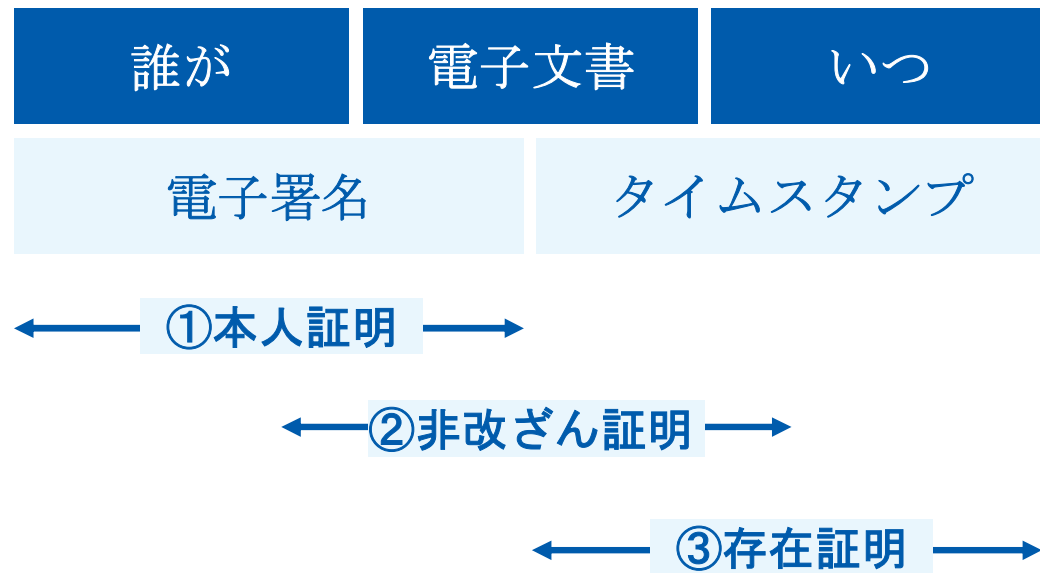 誰が
電子文書
いつ
電子署名
タイムスタンプ
①本人証明
②非改ざん証明
③存在証明